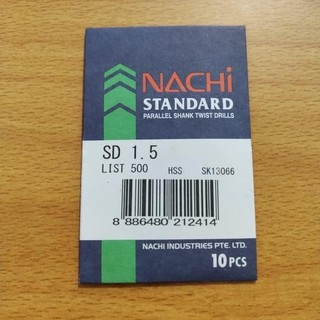 NACHi
STANDARD
PARALLEL SHANK TWIST DRILLS
SD 1.5
LIST 500 HSS SK13066
8 886480 212414
NACHI INDUSTRIES PTE. LTD.
10 PCS